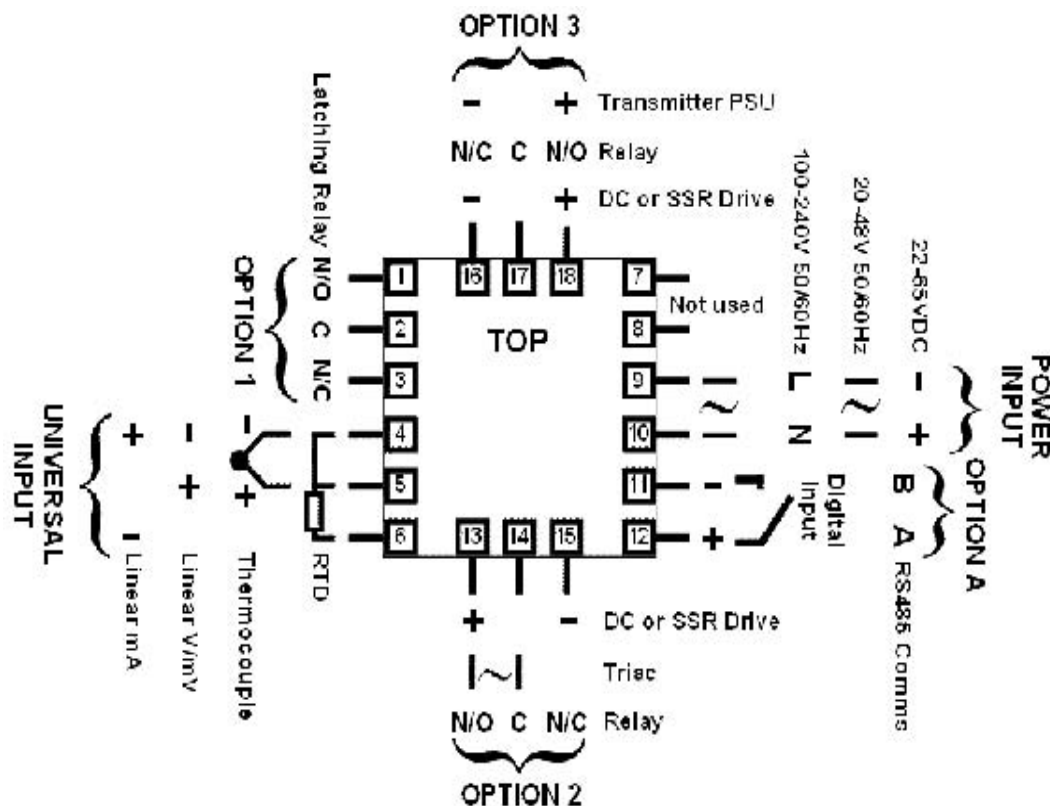 OPTION 3
- + Transmitter PSU
N/C C N/O Relay
- + DC or SSR Drive
Latching Relay
N/O
C
N/C
OPTION 1
1
2
3
4
5
6
16 17 18
7
8
9
10
11
12
13 14 15
TOP
Not used
100-240V 50/60Hz
L
N
20-48V 50/60Hz
22-65VDC
-
+
POWER
INPUT
- +
Digital
Input
B
A
RS485 Comms
OPTION A
UNIVERSAL
INPUT
+ - Linear mA
- + Linear V/mV
- + Thermocouple
RTD
+ - DC or SSR Drive
~ Triac
N/O C N/C Relay
OPTION 2